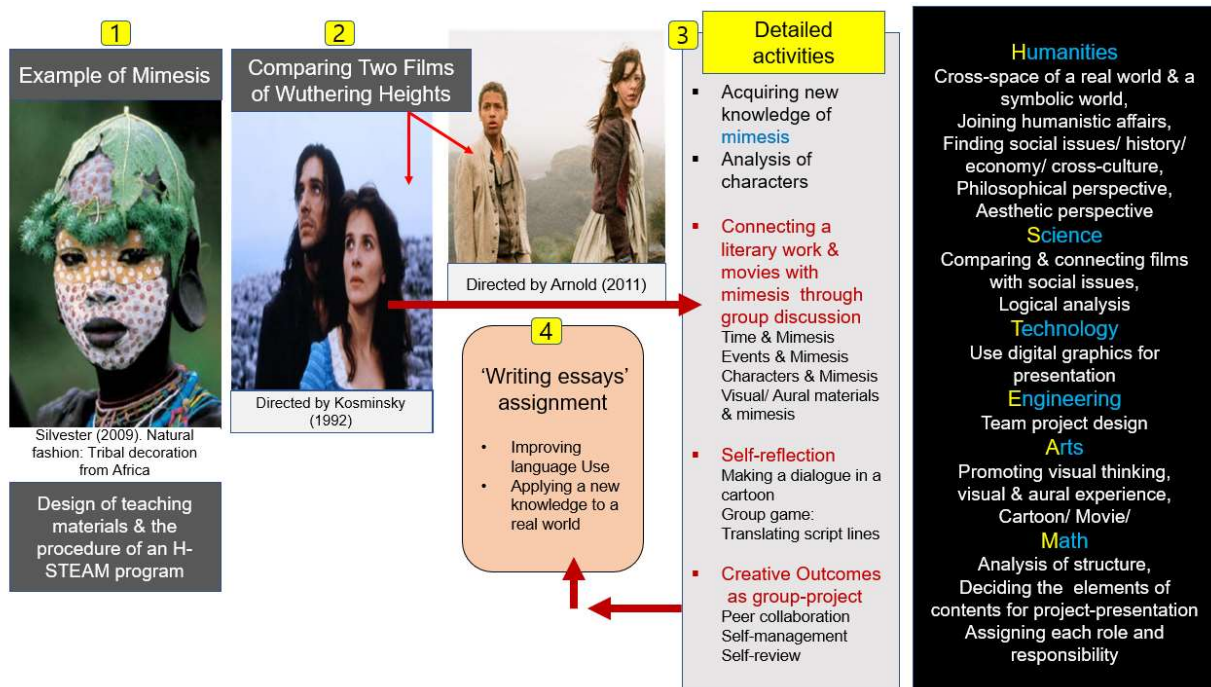 1
Example of Mimesis
Silvester (2009). Natural
fashion: Tribal decoration
from Africa
Design of teaching
materials & the
procedure of an H-
STEAM program
2
Comparing Two Films
of Wuthering Heights
Directed by Kosminsky
(1992)
Directed by Arnold (2011)
3
Detailed
activities
▪ Acquiring new
knowledge of
mimesis
▪ Analysis of
characters
▪ Connecting a
literary work &
movies with
mimesis through
group discussion
Time & Mimesis
Events & Mimesis
Characters & Mimesis
Visual/ Aural materials
& mimesis
▪ Self-reflection
Making a dialogue in a
cartoon
Group game:
Translating script lines
▪ Creative Outcomes
as group-project
Peer collaboration
Self-management
Self-review
4
‘Writing essays’
assignment
• Improving
language Use
• Applying a new
knowledge to a
real world
Humanities
Cross-space of a real world & a
symbolic world,
Joining humanistic affairs,
Finding social issues/ history/
economy/ cross-culture,
Philosophical perspective,
Aesthetic perspective
Science
Comparing & connecting films
with social issues,
Logical analysis
Technology
Use digital graphics for
presentation
Engineering
Team project design
Arts
Promoting visual thinking,
visual & aural experience,
Cartoon/ Movie/
Math
Analysis of structure,
Deciding the elements of
contents for project-presentation
Assigning each role and
responsibility